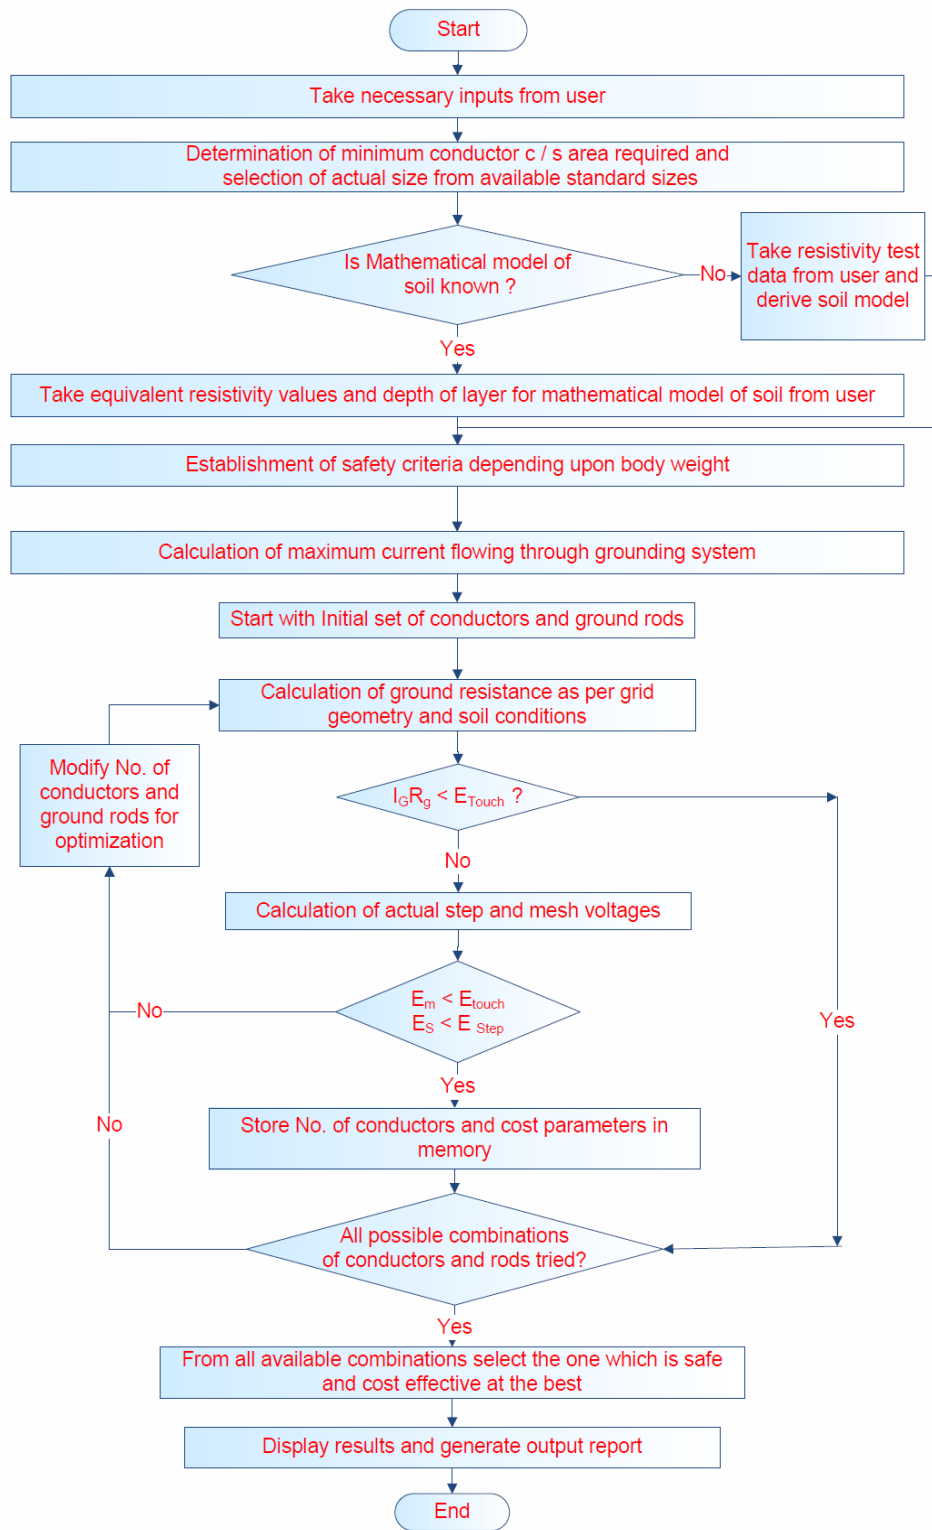 Start
Take necessary inputs from user
Determination of minimum conductor c / s area required and
selection of actual size from available standard sizes
Is Mathematical model of
soil known ?
No
Take resistivity test
data from user and
derive soil model
Yes
Take equivalent resistivity values and depth of layer for mathematical model of soil from user
Establishment of safety criteria depending upon body weight
Calculation of maximum current flowing through grounding system
Start with Initial set of conductors and ground rods
Calculation of ground resistance as per grid
geometry and soil conditions
Modify No. of
conductors and
ground rods for
optimization
IGRg < ETouch ?
No
Calculation of actual step and mesh voltages
Em < Etouch
ES < E Step
No
Yes
Yes
Store No. of conductors and cost parameters in
memory
No
All possible combinations
of conductors and rods tried?
Yes
From all available combinations select the one which is safe
and cost effective at the best
Display results and generate output report
End